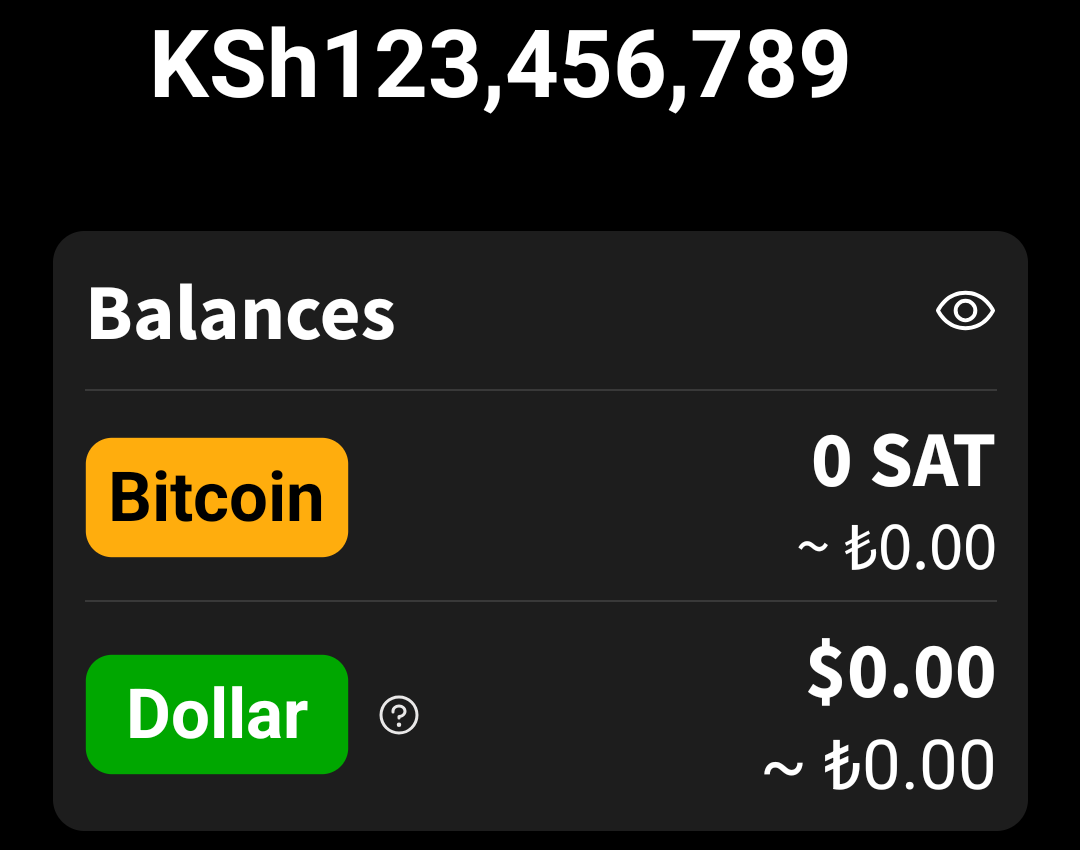 KSh123,456,789
Balances
Bitcoin
0 SAT
~ ₺0.00
Dollar
$0.00
~ ₺0.00